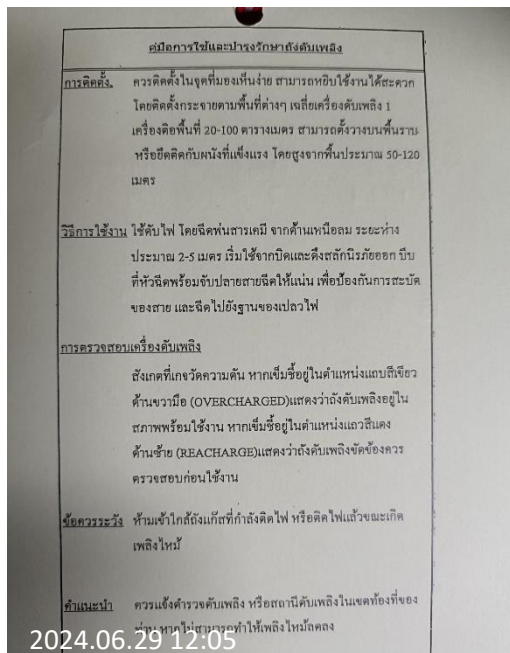 คู่มือการใช้และบำรุงรักษาถังดับเพลิง
การติดตั้ง. ควรติดตั้งในจุดที่มองเห็นง่าย สามารถหยิบใช้งานได้สะดวก
โดยติดตั้งกระจายตามพื้นที่ต่างๆ เฉลี่ยเครื่องดับเพลิง 1
เครื่องต่อพื้นที่ 20-100 ตารางเมตร สามารถตั้งวางบนพื้นราบ
หรือยึดติดกับผนังที่แข็งแรง โดยสูงจากพื้นประมาณ 50-120
เมตร
วิธีการใช้งาน ใช้ดับไฟ โดยฉีดพ่นสารเคมี จากด้านเหนือลม ระยะห่าง
ประมาณ 2-5 เมตร เริ่มใช้จากบิดและดึงสลักนิรภัยออก บีบ
ที่หัวฉีดพร้อมจับปลายสายฉีดให้แน่น เพื่อป้องกันการสะบัด
ของสาย และฉีดไปยังฐานของเปลวไฟ
การตรวจสอบเครื่องดับเพลิง
สังเกตที่เกจวัดความดัน หากเข็มชี้อยู่ในตำแหน่งแถบสีเขียว
ด้านขวามือ (OVERCHARGED)แสดงว่าถังดับเพลิงอยู่ใน
สภาพพร้อมใช้งาน หากเข็มชี้อยู่ในตำแหน่งแถวสีแดง
ด้านซ้าย (REACHARGE)แสดงว่าถังดับเพลิงขัดข้องควร
ตรวจสอบก่อนใช้งาน
ข้อควรระวัง ห้ามเข้าใกล้ถังแก๊สที่กำลังติดไฟ หรือติดไฟแล้วขณะเกิด
เพลิงไหม้
คำแนะนำ ควรแจ้งตำรวจดับเพลิง หรือสถานีดับเพลิงในเขตท้องที่ของ
ท่าน หากไม่สามารถทำให้เพลิงไหม้ลดลง
2024.06.29 12:05